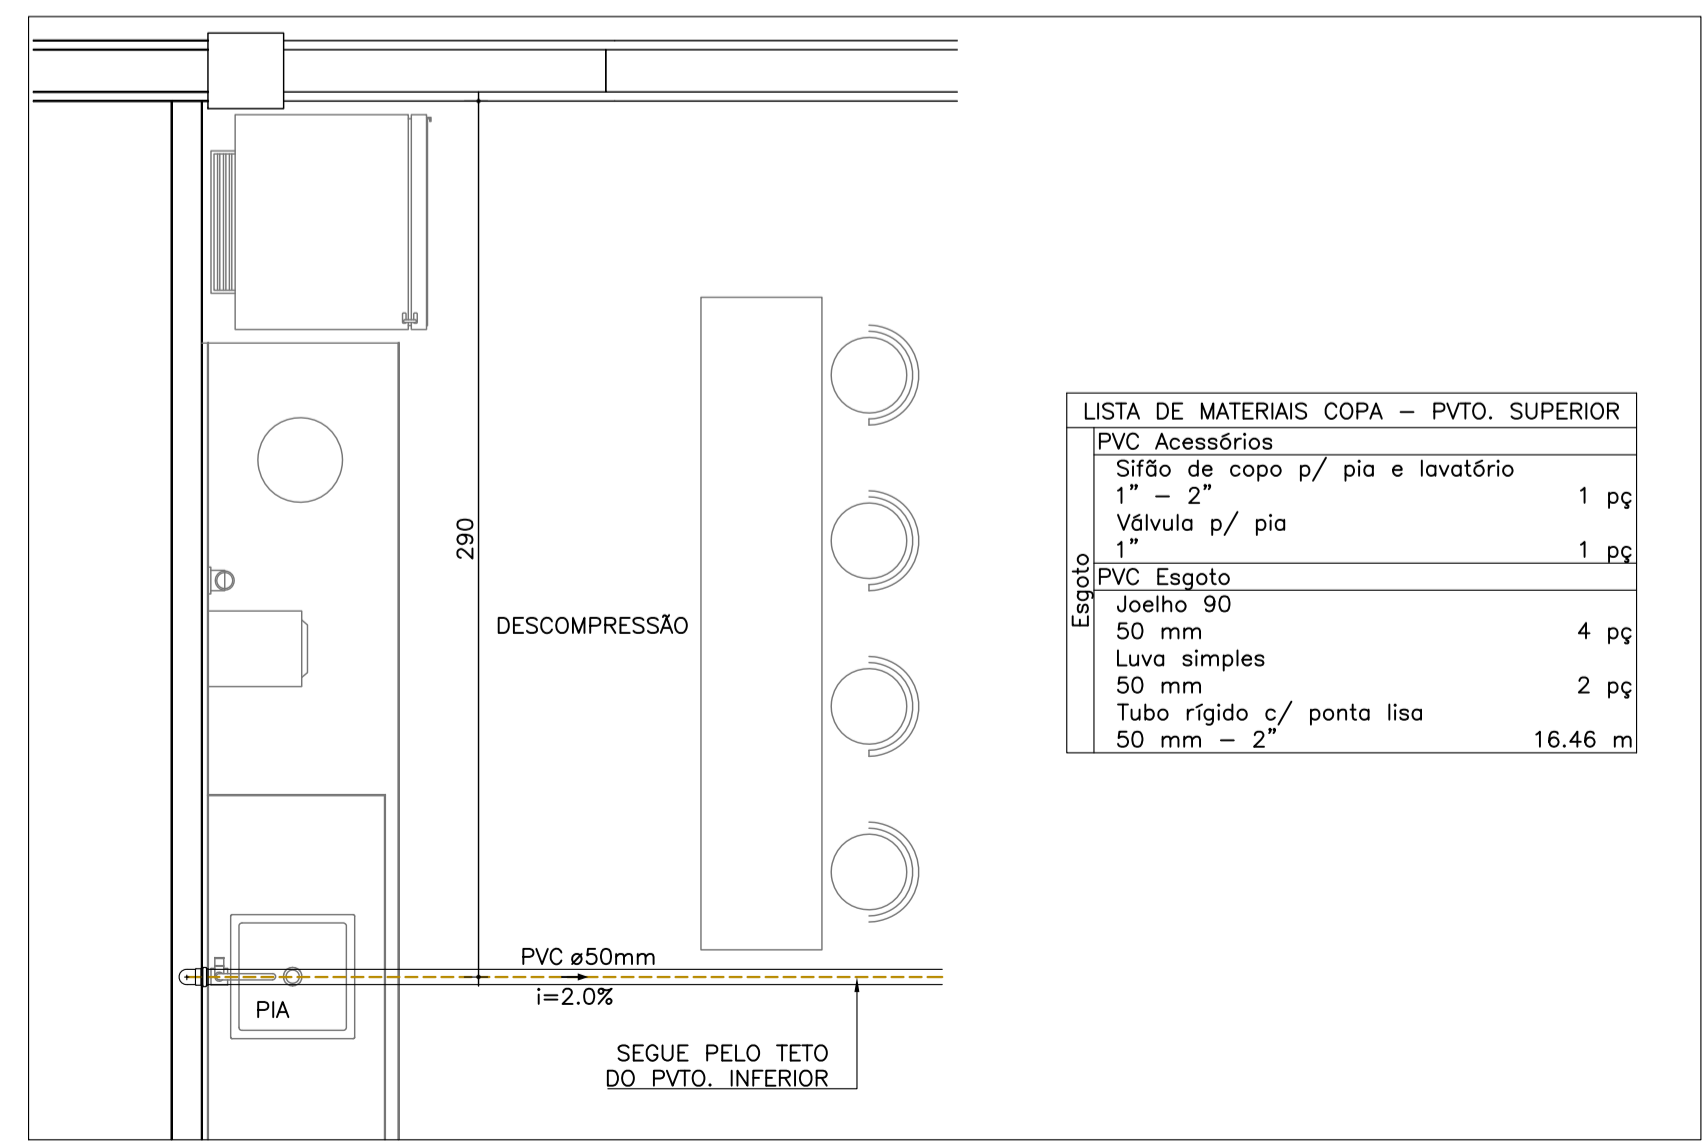 290
DESCOMPRESSÃO
PVC ø50mm
i=2.0%
PIA
SEGUE PELO TETO
DO PVTO. INFERIOR
LISTA DE MATERIAIS COPA – PVTO. SUPERIOR
Esgoto
PVC Acessórios
Sifão de copo p/ pia e lavatório
1" – 2" 1 pç
Válvula p/ pia
1" 1 pç
PVC Esgoto
Joelho 90
50 mm 4 pç
Luva simples
50 mm 2 pç
Tubo rígido c/ ponta lisa
50 mm – 2" 16.46 m